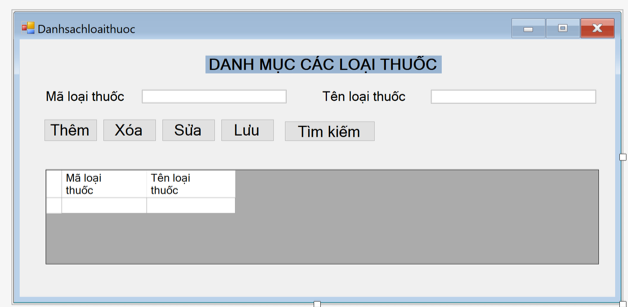 Danhsachloaithuoc
DANH MỤC CÁC LOẠI THUỐC
Mã loại thuốc Tên loại thuốc
Thêm Xóa Sửa Lưu Tìm kiếm
Mã loại Tên loại
thuốc thuốc